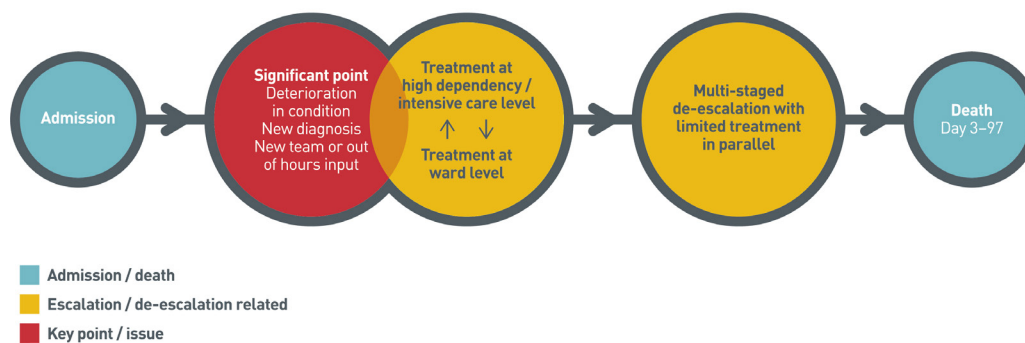 Admission
Significant point
Deterioration
in condition
New diagnosis
New team or out
of hours input
Treatment at
high dependency /
intensive care level
Treatment at
ward level
Multi-staged
de-escalation with
limited treatment
in parallel
Death
Day 3–97
Admission / death
Escalation / de-escalation related
Key point / issue